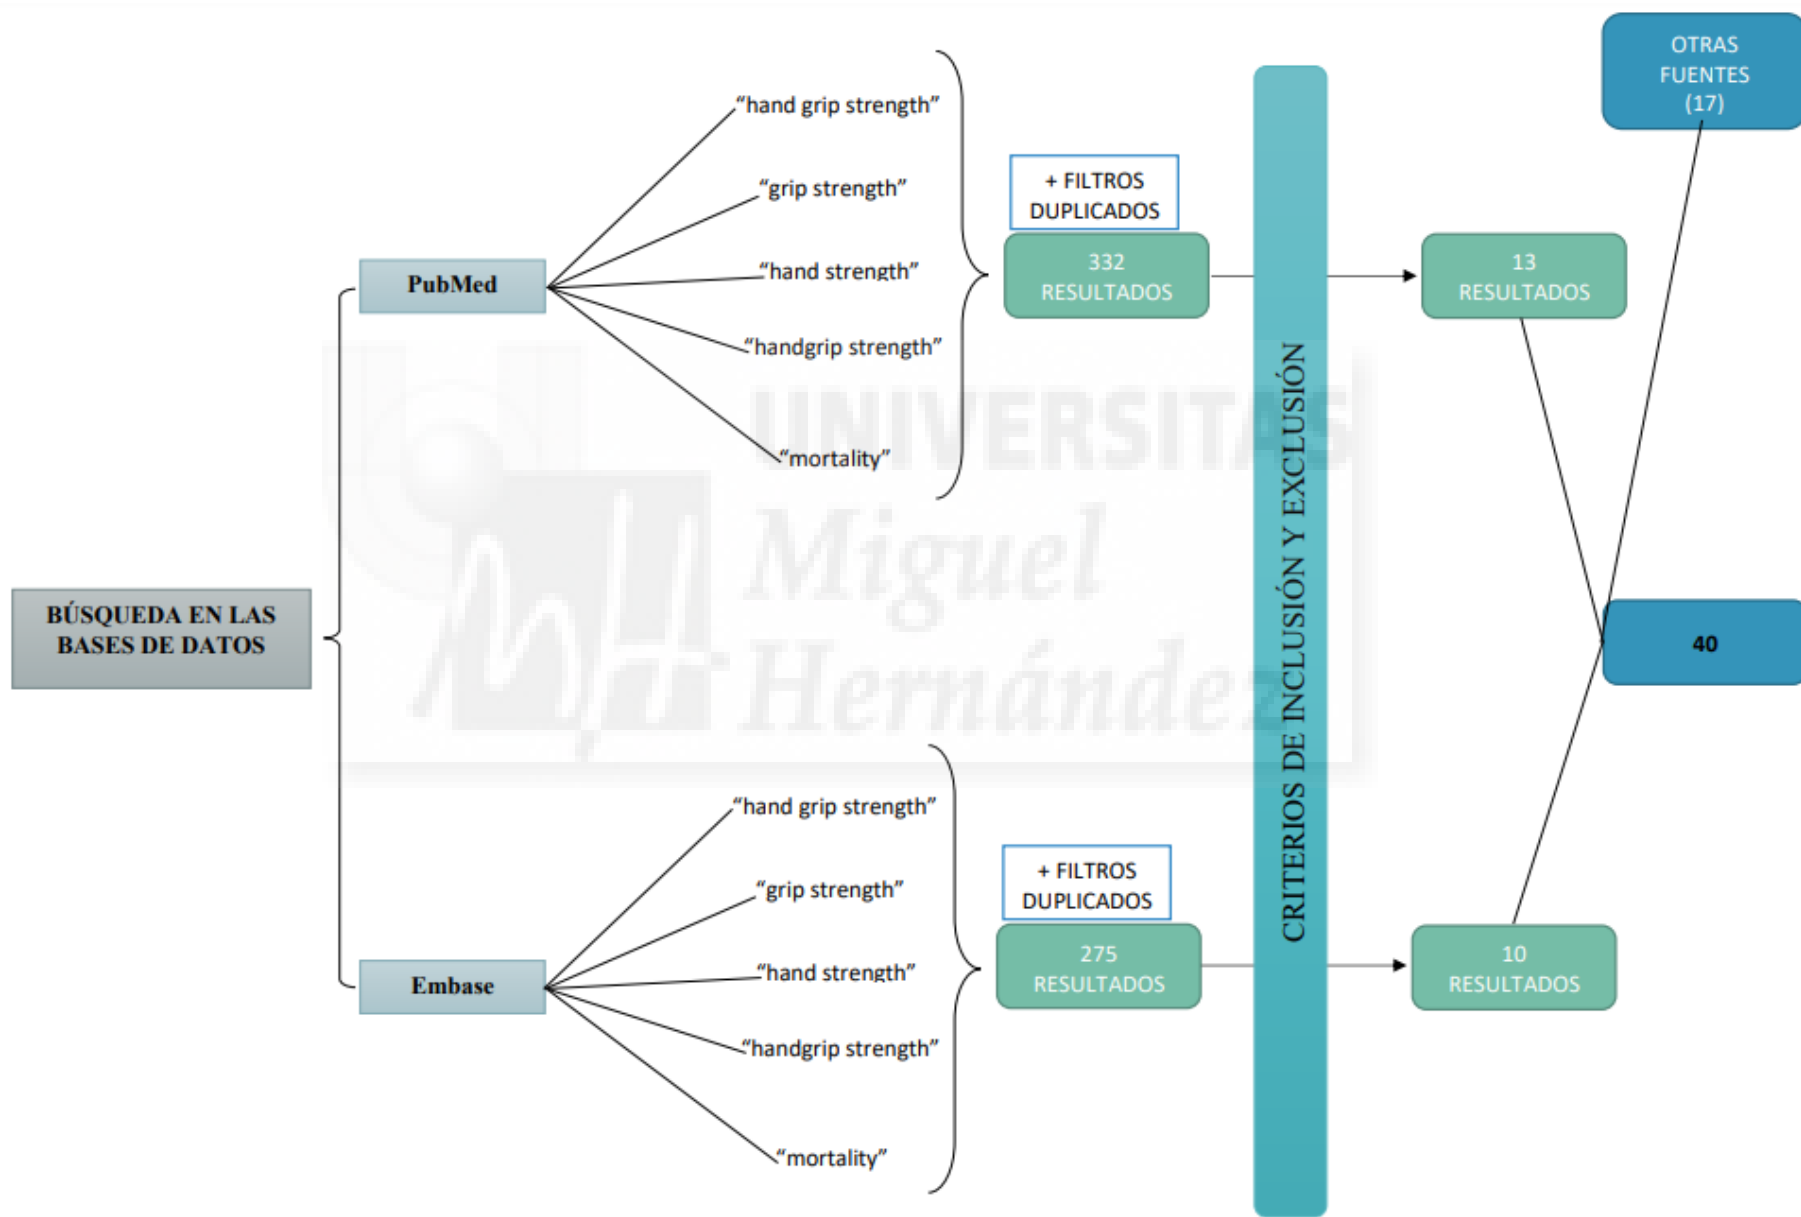 BÚSQUEDA EN LAS
BASES DE DATOS
PubMed
“hand grip strength”
“grip strength”
“hand strength”
“handgrip strength”
“mortality”
+ FILTROS
DUPLICADOS
332
RESULTADOS
Embase
“hand grip strength”
“grip strength”
“hand strength”
“handgrip strength”
“mortality”
+ FILTROS
DUPLICADOS
275
RESULTADOS
CRITERIOS DE INCLUSIÓN Y EXCLUSIÓN
13
RESULTADOS
10
RESULTADOS
OTRAS
FUENTES
(17)
40
UNIVERSITAS
Miguel
Hernández